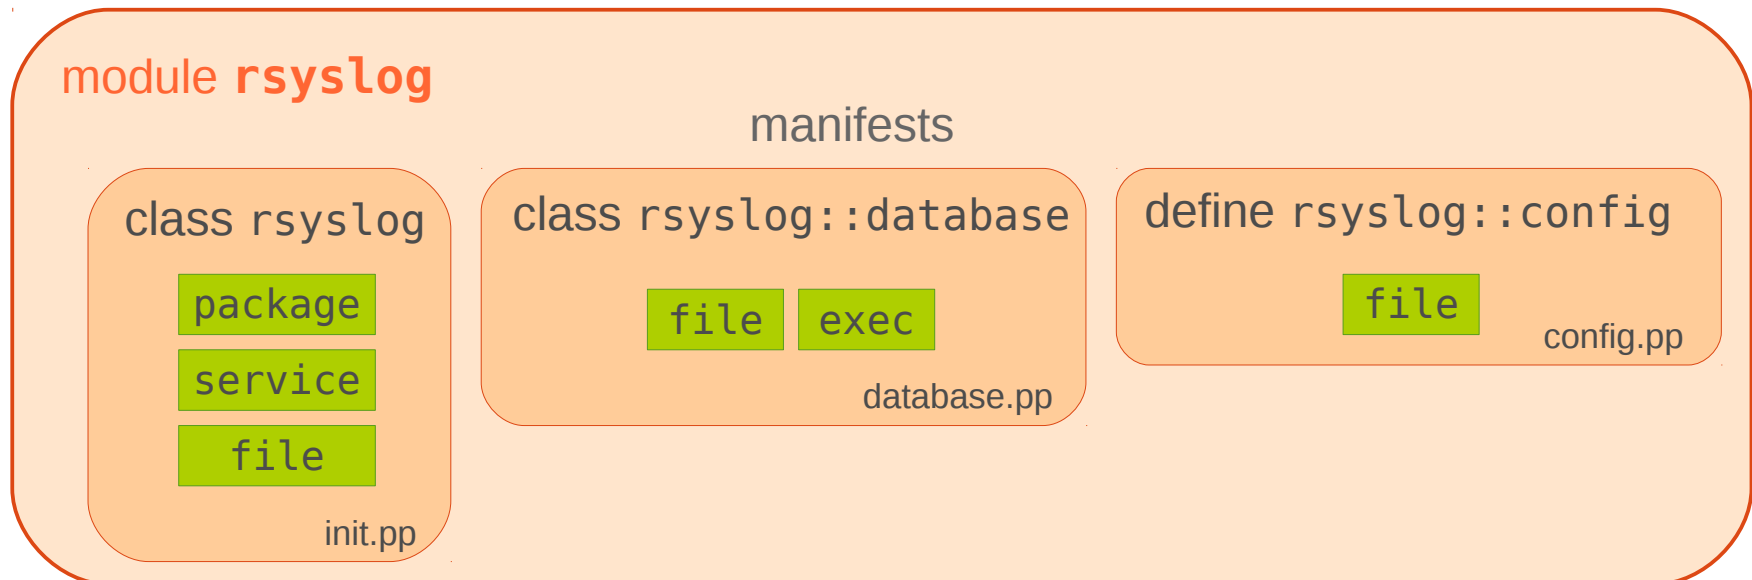 module rsyslog
manifests
class rsyslog
package
service
file
init.pp
class rsyslog::database
file exec
database.pp
define rsyslog::config
file
config.pp